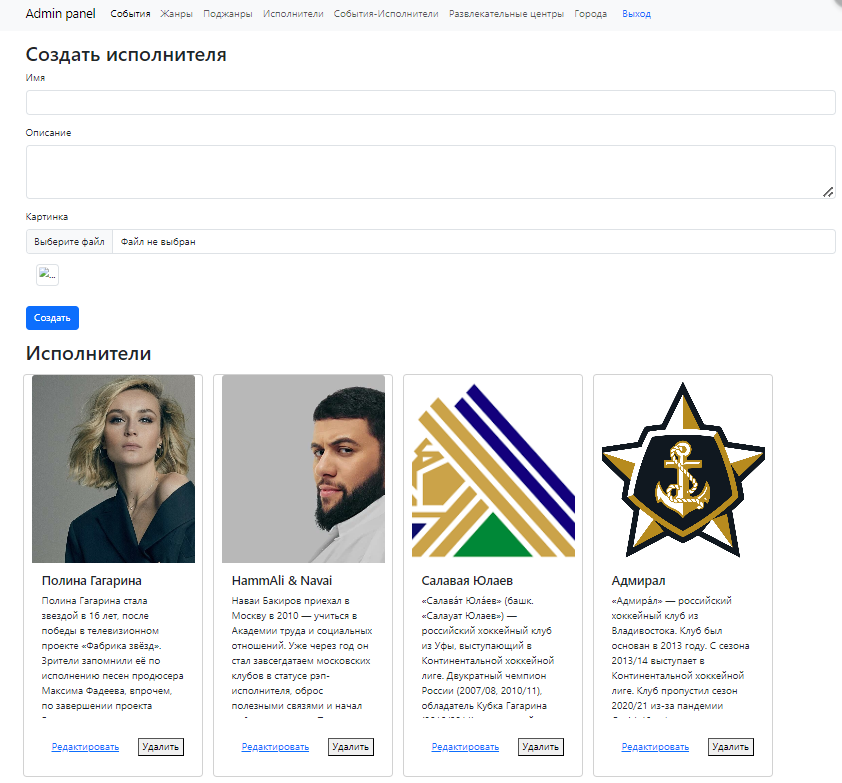 Admin panel События Жанры Поджанры Исполнители События-Исполнители Развлекательные центры Города Выход
Создать исполнителя
Имя
Описание
Картинка
Выберите файл Файл не выбран
...
Создать
Исполнители
Полина Гагарина
Полина Гагарина стала
звездой в 16 лет, после
победы в телевизионном
проекте «Фабрика звёзд».
Зрители запомнили её по
исполнению песен продюсера
Максима Фадеева, впрочем,
по завершении проекта
Редактировать Удалить
HammAli & Navai
Наваи Бакиров приехал в
Москву в 2010 — учиться в
Академии труда и социальных
отношений. Уже через год он
стал завсегдатаем московских
клубов в статусе рэп-
исполнителя, оброс
полезными связями и начал
Редактировать Удалить
Салавая Юлаев
«Салава́т Юла́ев» (башк.
«Салауат Юлаев») —
российский хоккейный клуб
из Уфы, выступающий в
Континентальной хоккейной
лиге. Двукратный чемпион
России (2007/08, 2010/11),
обладатель Кубка Гагарина
Редактировать Удалить
Адмирал
«Адмира́л» — российский
хоккейный клуб из
Владивостока. Клуб был
основан в 2013 году. С сезона
2013/14 выступает в
Континентальной хоккейной
лиге. Клуб пропустил сезон
2020/21 из-за пандемии
Редактировать Удалить